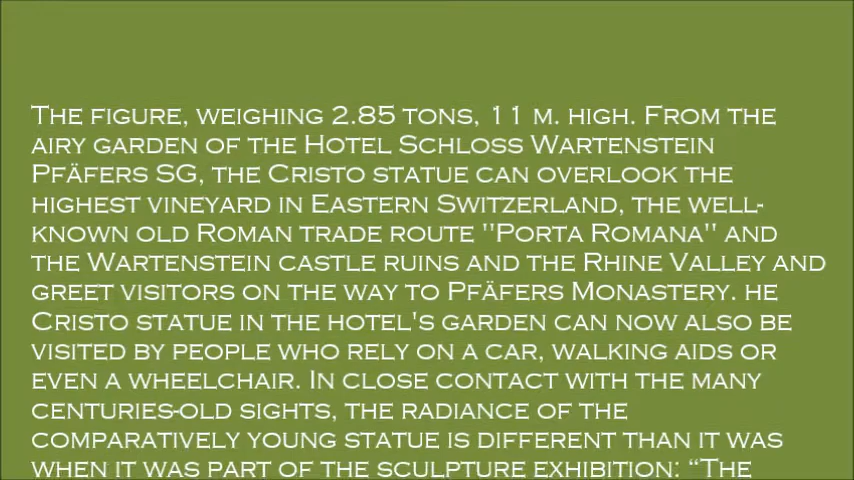 The figure, weighing 2.85 tons, 11 m. high. From the
airy garden of the Hotel Schloss Wartenstein
Pfäfers SG, the Cristo statue can overlook the
highest vineyard in Eastern Switzerland, the well-
known old Roman trade route "Porta Romana" and
the Wartenstein castle ruins and the Rhine Valley and
greet visitors on the way to Pfäfers Monastery. he
Cristo statue in the hotel's garden can now also be
visited by people who rely on a car, walking aids or
even a wheelchair. In close contact with the many
centuries-old sights, the radiance of the
comparatively young statue is different than it was
when it was part of the sculpture exhibition: “The